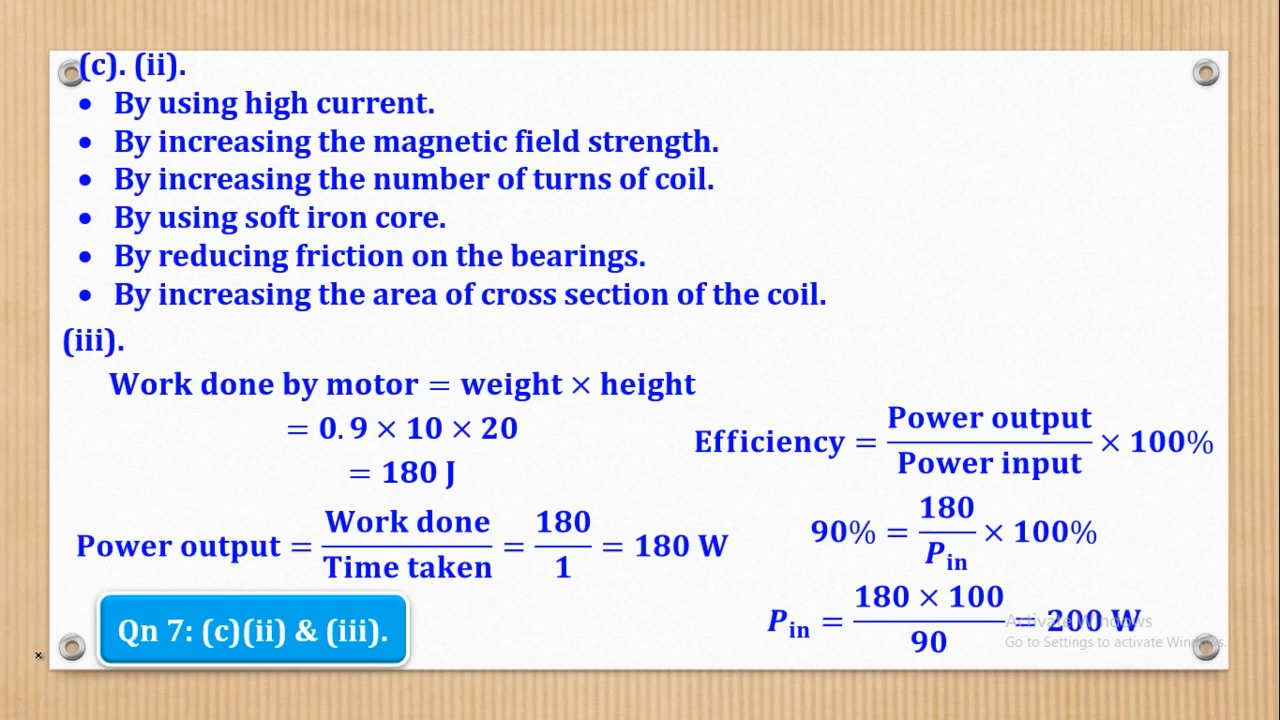 (c). (ii).
• By using high current.
• By increasing the magnetic field strength.
• By increasing the number of turns of coil.
• By using soft iron core.
• By reducing friction on the bearings.
• By increasing the area of cross section of the coil.
(iii).
Work done by motor = weight × height
= 0.9 × 10 × 20
= 180 J
Power output = Work done / Time taken = 180 / 1 = 180 W
Efficiency = Power output / Power input × 100%
90% = 180 / P_in × 100%
P_in = 180 × 100 / 90 = 200 W
Qn 7: (c)(ii) & (iii).
Activate Windows
Go to Settings to activate Windows.